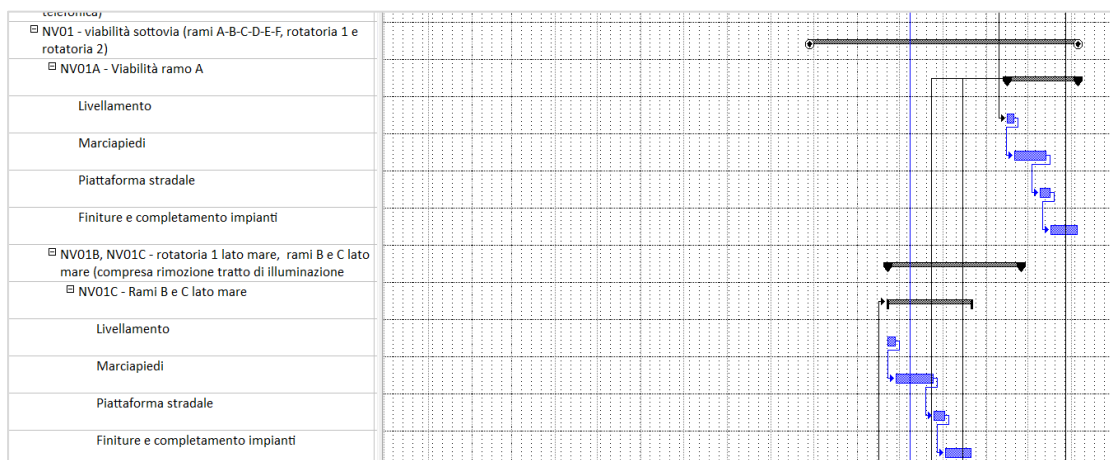 telefonica)
NV01 - viabilità sottovia (rami A-B-C-D-E-F, rotatoria 1 e
rotatoria 2)
NV01A - Viabilità ramo A
Livellamento
Marciapiedi
Piattaforma stradale
Finiture e completamento impianti
NV01B, NV01C - rotatoria 1 lato mare,  rami B e C lato
mare (compresa rimozione tratto di illuminazione
NV01C - Rami B e C lato mare
Livellamento
Marciapiedi
Piattaforma stradale
Finiture e completamento impianti